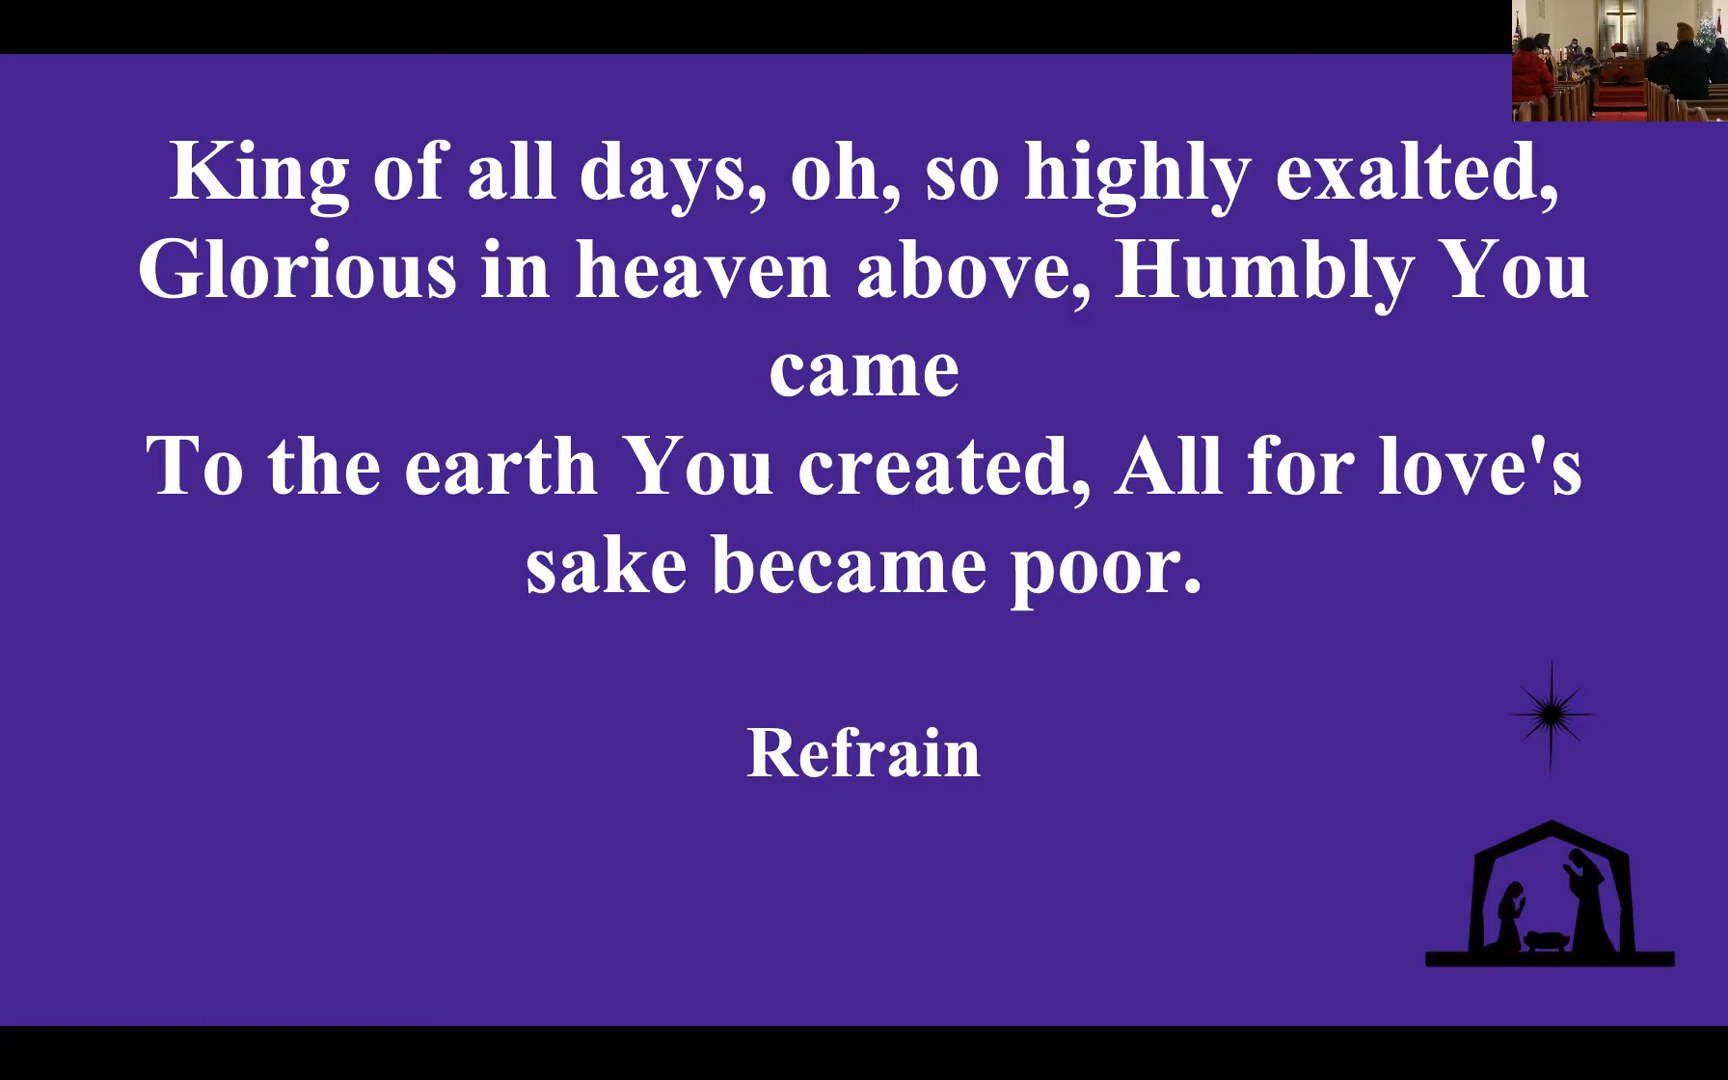 King of all days, oh, so highly exalted,
Glorious in heaven above, Humbly You
came
To the earth You created, All for love's
sake became poor.
Refrain